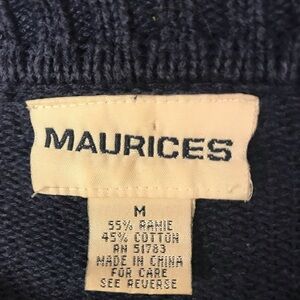 MAURICES
M
55% RAMIE
45% COTTON
RN 51783
MADE IN CHINA
FOR CARE
SEE REVERSE